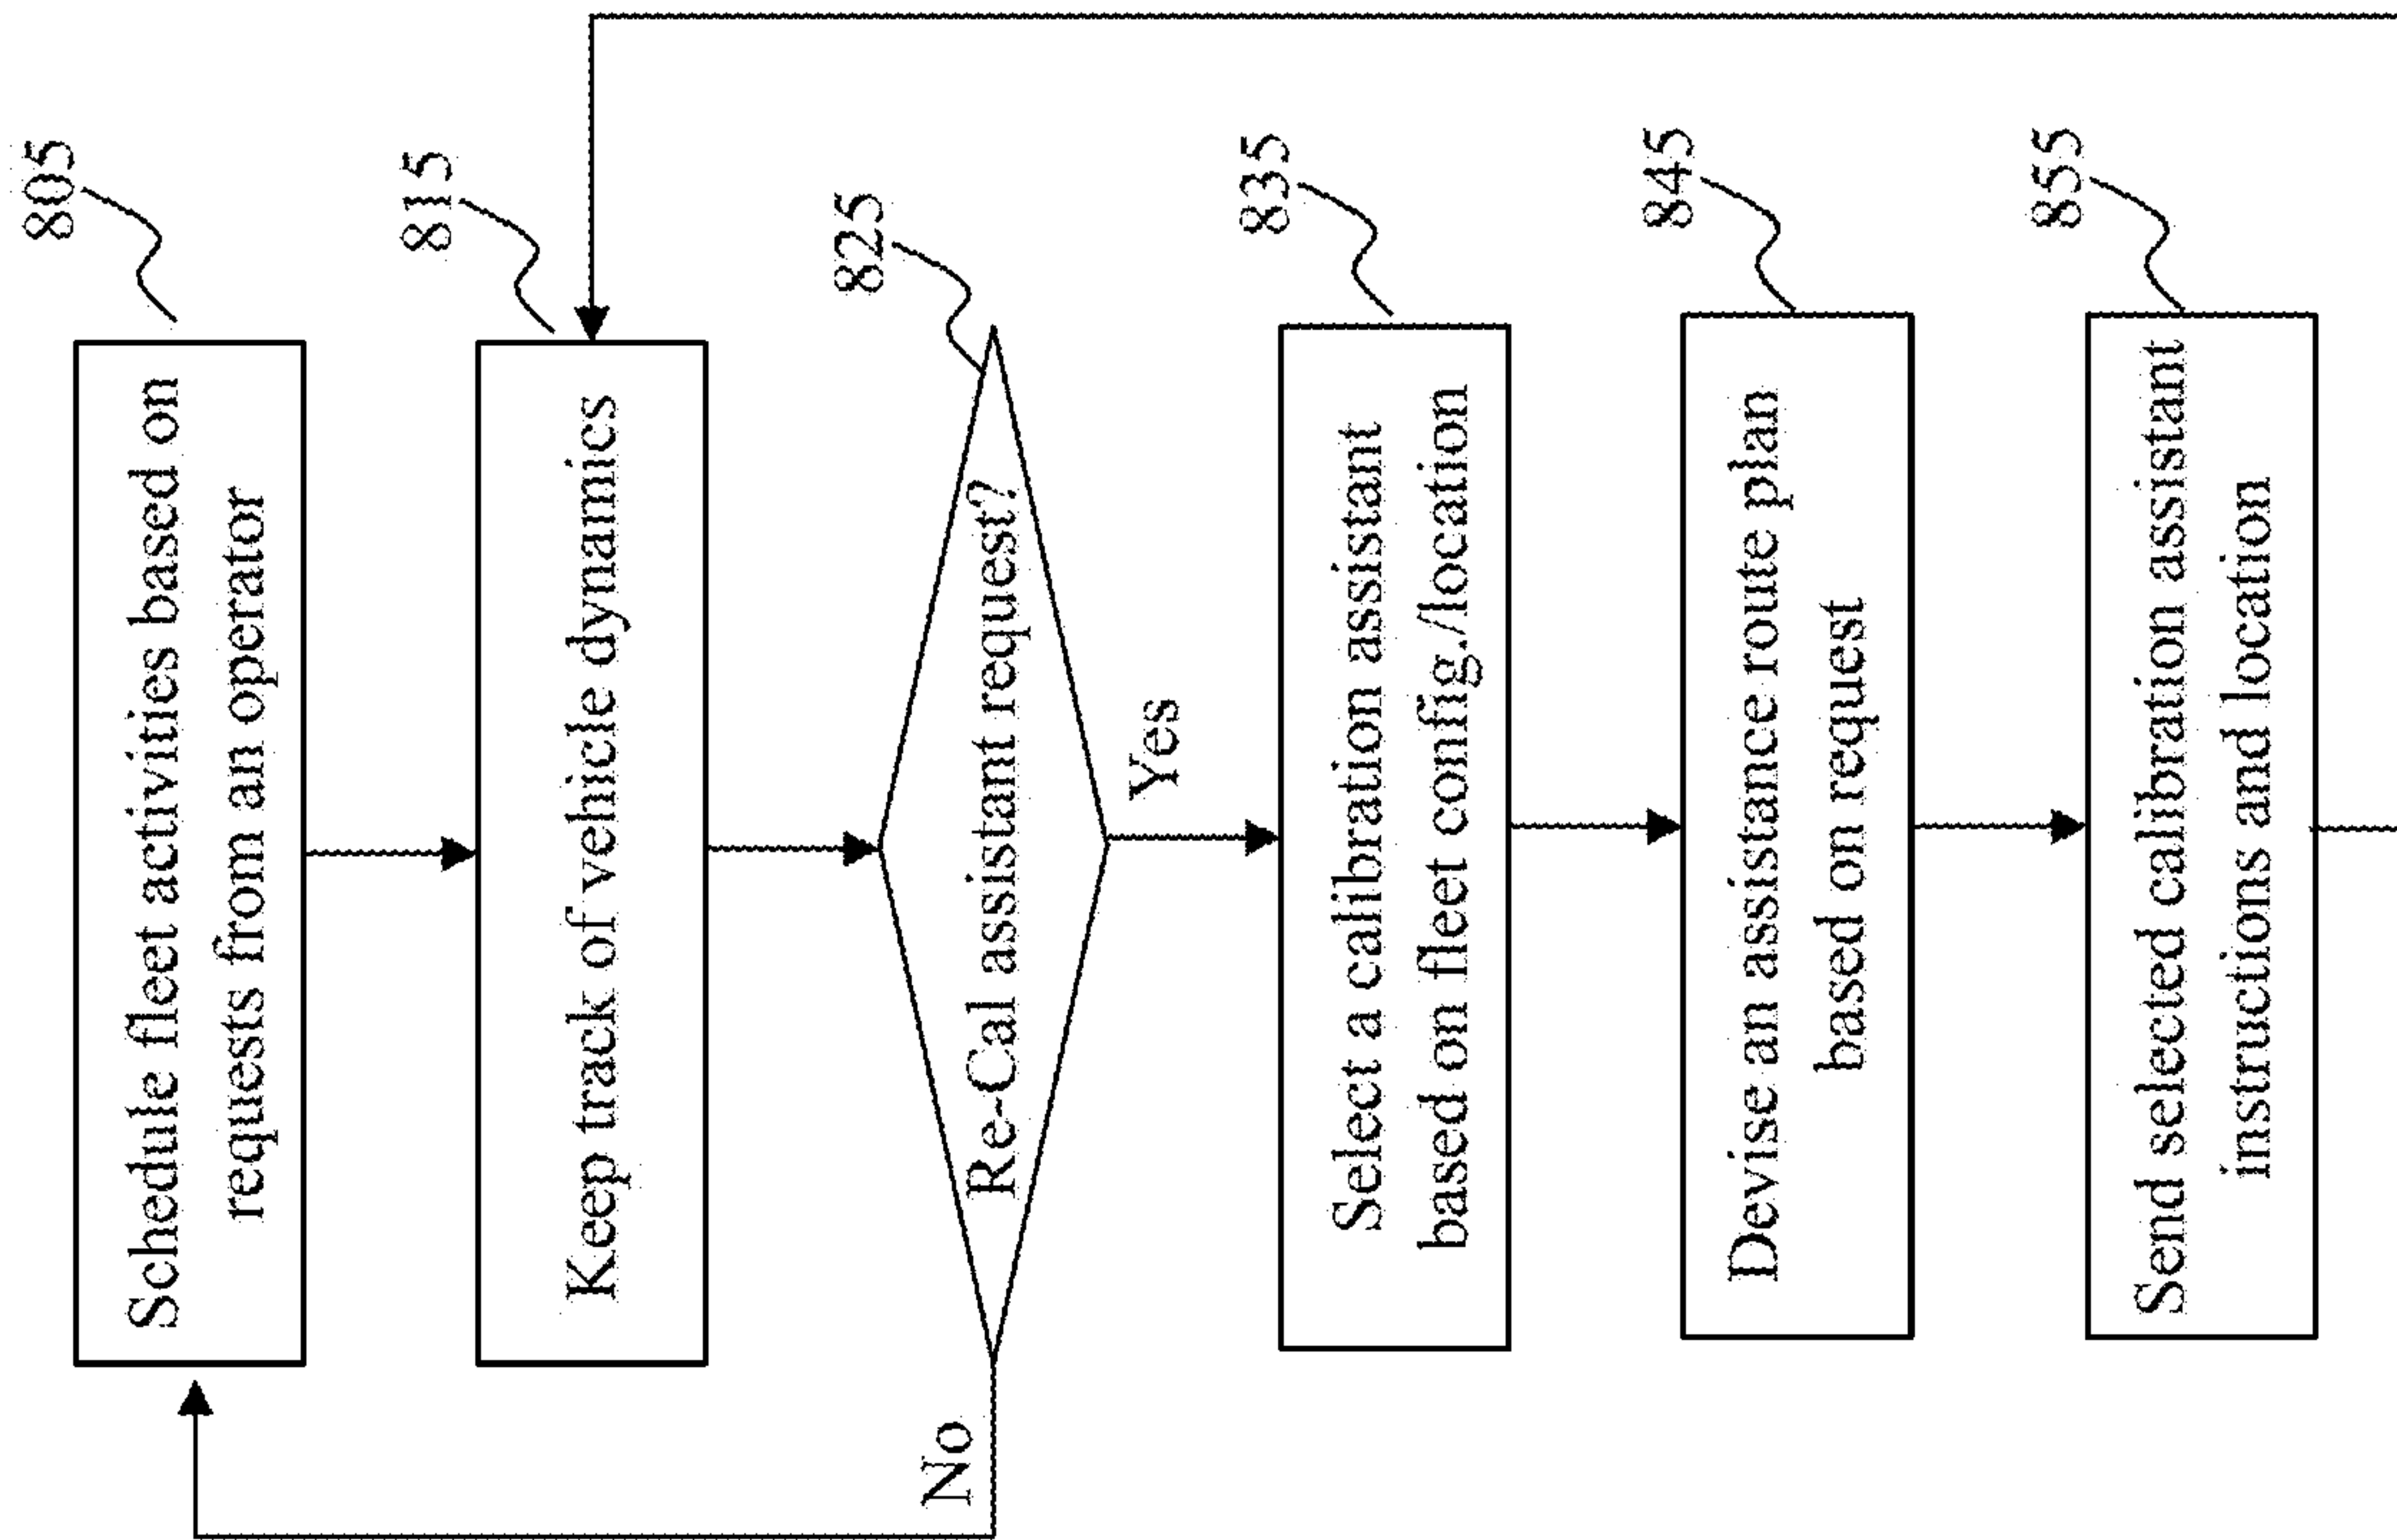 805
Schedule fleet activities based on
requests from an operator
815
Keep track of vehicle dynamics
825
Re-Cal assistant request?
No
Yes
835
Select a calibration assistant
based on fleet config./location
845
Devise an assistance route plan
based on request
855
Send selected calibration assistant
instructions and location